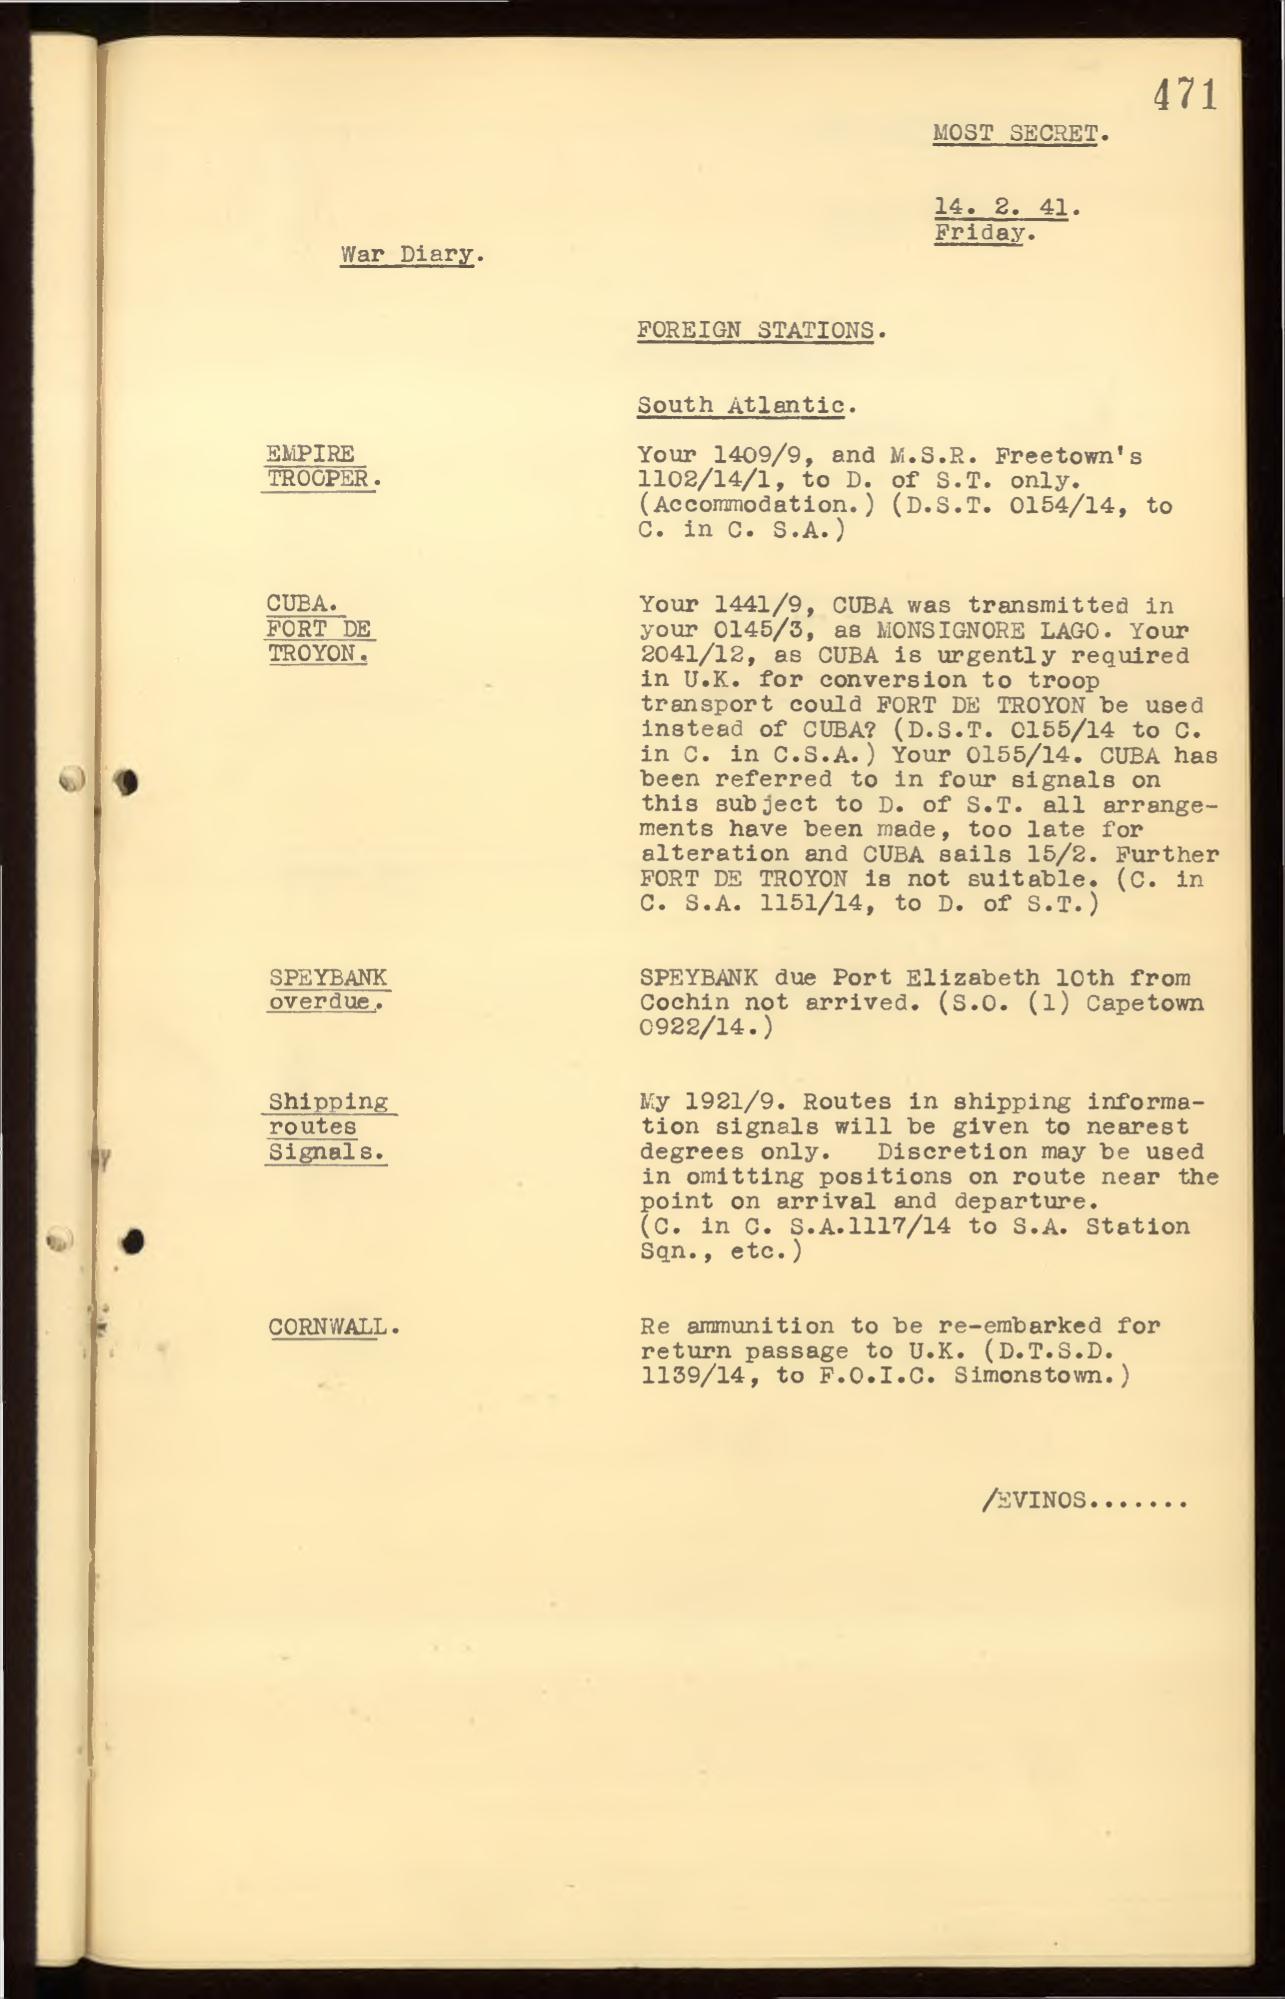 471
MOST SECRET.
14. 2. 41.
Friday.
War Diary.
FOREIGN STATIONS.
South Atlantic.
EMPIRE
TROOPER.
Your 1409/9, and M.S.R. Freetown's
1102/14/1, to D. of S.T. only.
(Accommodation.) (D.S.T. 0154/14, to
C. in C. S.A.)
CUBA.
FORT DE
TROYON.
Your 1441/9, CUBA was transmitted in
your 0145/3, as MONSIGNORE LAGO. Your
2041/12, as CUBA is urgently required
in U.K. for conversion to troop
transport could FORT DE TROYON be used
instead of CUBA? (D.S.T. 0155/14 to C.
in C. in C.S.A.) Your 0155/14. CUBA has
been referred to in four signals on
this subject to D. of S.T. all arrange-
ments have been made, too late for
alteration and CUBA sails 15/2. Further
FORT DE TROYON is not suitable. (C. in
C. S.A. 1151/14, to D. of S.T.)
SPEYBANK
overdue.
SPEYBANK due Port Elizabeth 10th from
Cochin not arrived. (S.O. (1) Capetown
0922/14.)
Shipping
routes
Signals.
My 1921/9. Routes in shipping informa-
tion signals will be given to nearest
degrees only. Discretion may be used
in omitting positions on route near the
point on arrival and departure.
(C. in C. S.A.1117/14 to S.A. Station
Sqn., etc.)
CORNWALL.
Re ammunition to be re-embarked for
return passage to U.K. (D.T.S.D.
1139/14, to F.O.I.C. Simonstown.)
/EVINOS.......